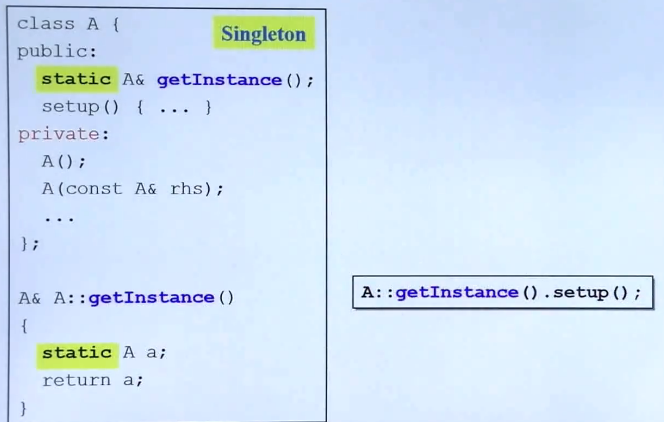 class A {
Singleton
public:
static A& getInstance();
setup() { ... }
private:
A();
A(const A& rhs);
...
};
A& A::getInstance()
{
static A a;
return a;
}
A::getInstance().setup();